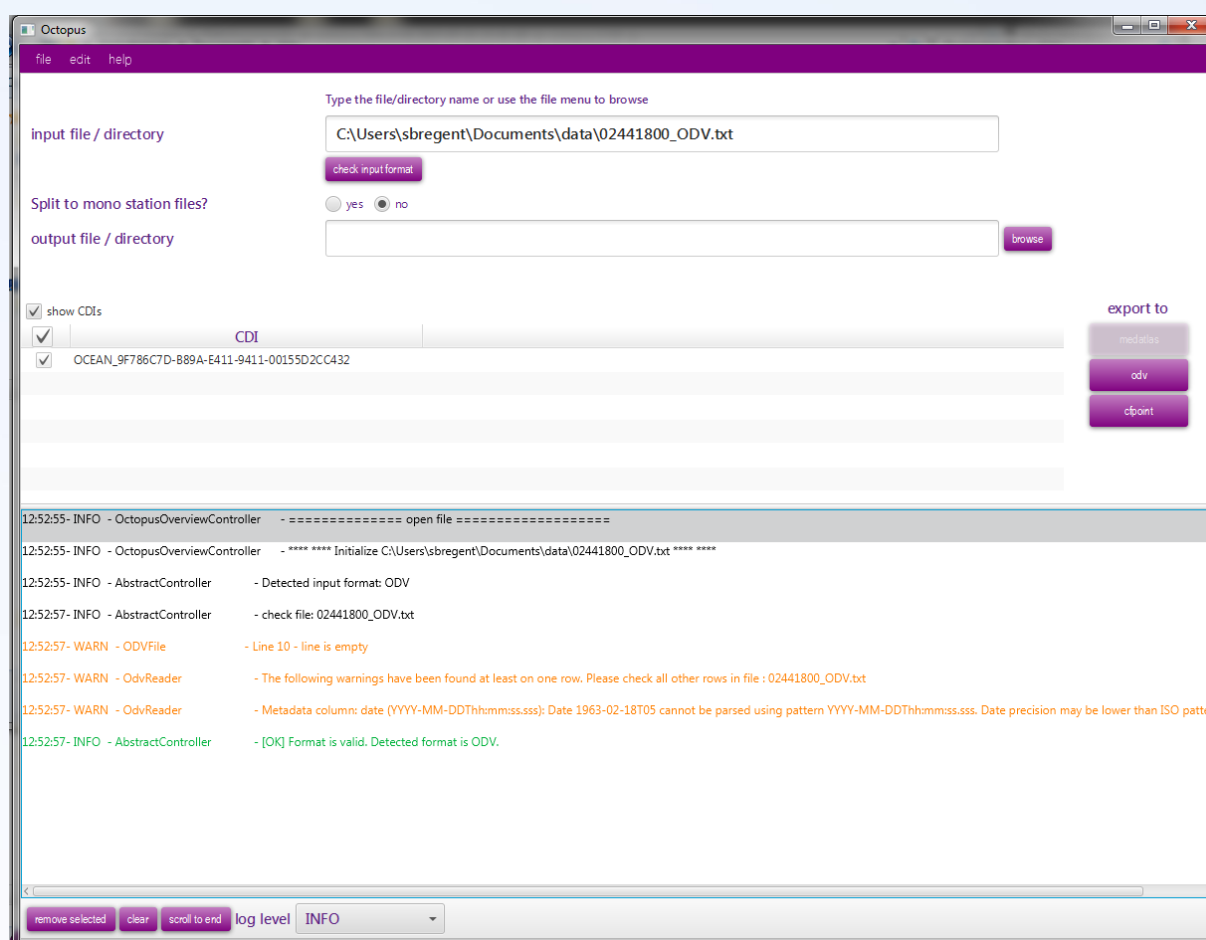 Octopus
file edit help
Type the file/directory name or use the file menu to browse
input file / directory C:\Users\sbregent\Documents\data\02441800_ODV.txt
check input format
Split to mono station files? yes no
output file / directory browse
show CDIs export to
CDI medatlas
OCEAN_9F786C7D-B89A-E411-9411-00155D2CC432
odv
cfpoint
12:52:55- INFO - OctopusOverviewController - ============== open file ===================
12:52:55- INFO - OctopusOverviewController - **** **** Initialize C:\Users\sbregent\Documents\data\02441800_ODV.txt **** ****
12:52:55- INFO - AbstractController - Detected input format: ODV
12:52:57- INFO - AbstractController - check file: 02441800_ODV.txt
12:52:57- WARN - ODVFile - Line 10 - line is empty
12:52:57- WARN - OdvReader - The following warnings have been found at least on one row. Please check all other rows in file : 02441800_ODV.txt
12:52:57- WARN - OdvReader - Metadata column: date (YYYY-MM-DDThh:mm:ss.sss): Date 1963-02-18T05 cannot be parsed using pattern YYYY-MM-DDThh:mm:ss.sss. Date precision may be lower than ISO patte
12:52:57- INFO - AbstractController - [OK] Format is valid. Detected format is ODV.
remove selected clear scroll to end log level INFO